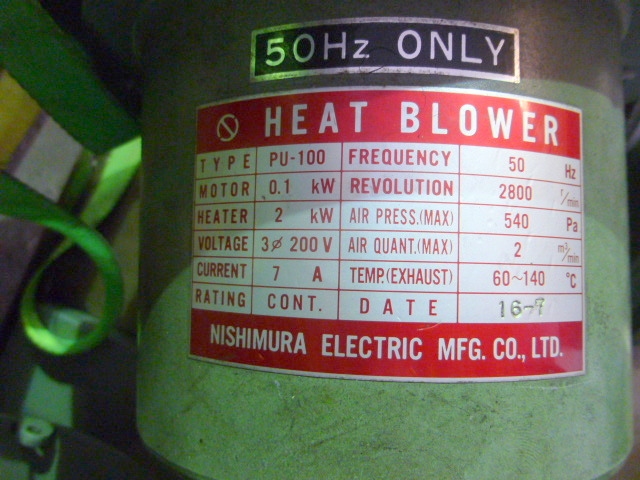 50Hz ONLY
HEAT BLOWER
TYPE PU-100 FREQUENCY 50 Hz
MOTOR 0.1 kW REVOLUTION 2800 1/min
HEATER 2 kW AIR PRESS.(MAX) 540 Pa
VOLTAGE 3ø 200 V AIR QUANT.(MAX) 2 m³/min
CURRENT 7 A TEMP.(EXHAUST) 60~140 °C
RATING CONT. DATE 16-7
NISHIMURA ELECTRIC MFG. CO., LTD.